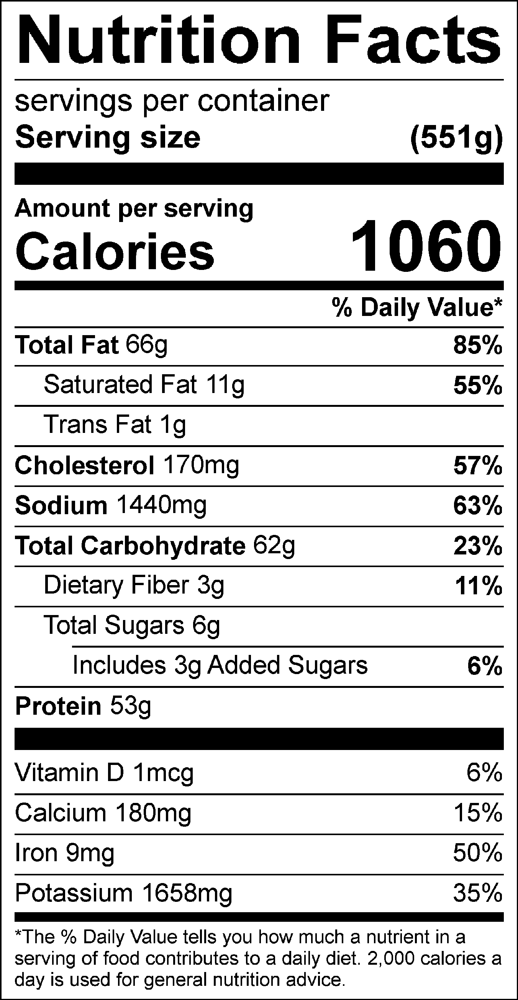 Nutrition Facts
servings per container
Serving size (551g)
Amount per serving
Calories 1060
% Daily Value*
Total Fat 66g 85%
Saturated Fat 11g 55%
Trans Fat 1g
Cholesterol 170mg 57%
Sodium 1440mg 63%
Total Carbohydrate 62g 23%
Dietary Fiber 3g 11%
Total Sugars 6g
Includes 3g Added Sugars 6%
Protein 53g
Vitamin D 1mcg 6%
Calcium 180mg 15%
Iron 9mg 50%
Potassium 1658mg 35%
*The % Daily Value tells you how much a nutrient in a
serving of food contributes to a daily diet. 2,000 calories a
day is used for general nutrition advice.